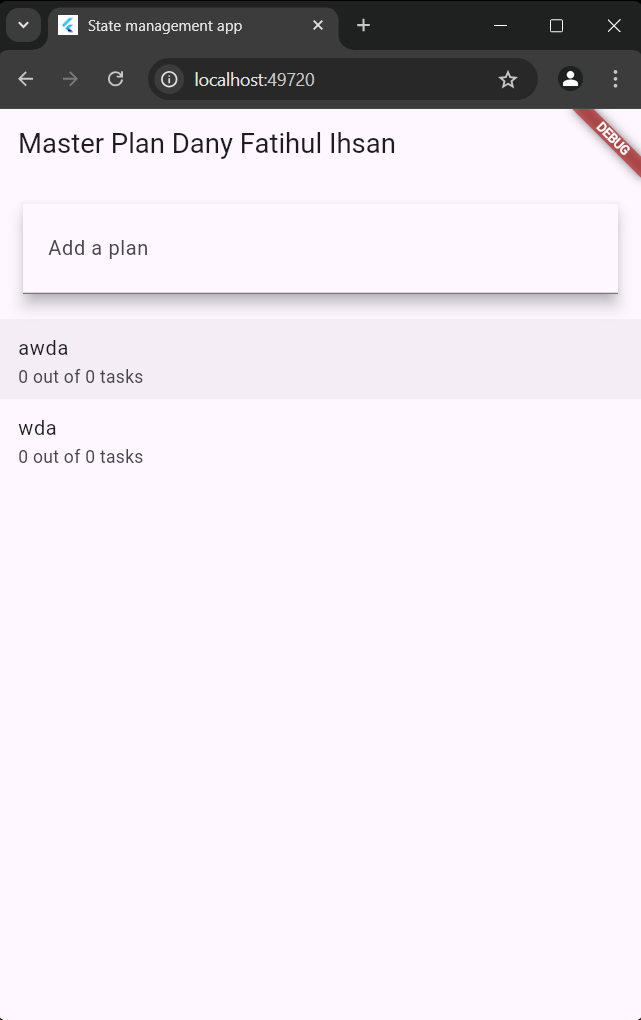 State management app
localhost:49720
Master Plan Dany Fatihul Ihsan
DEBUG
Add a plan
awda
0 out of 0 tasks
wda
0 out of 0 tasks